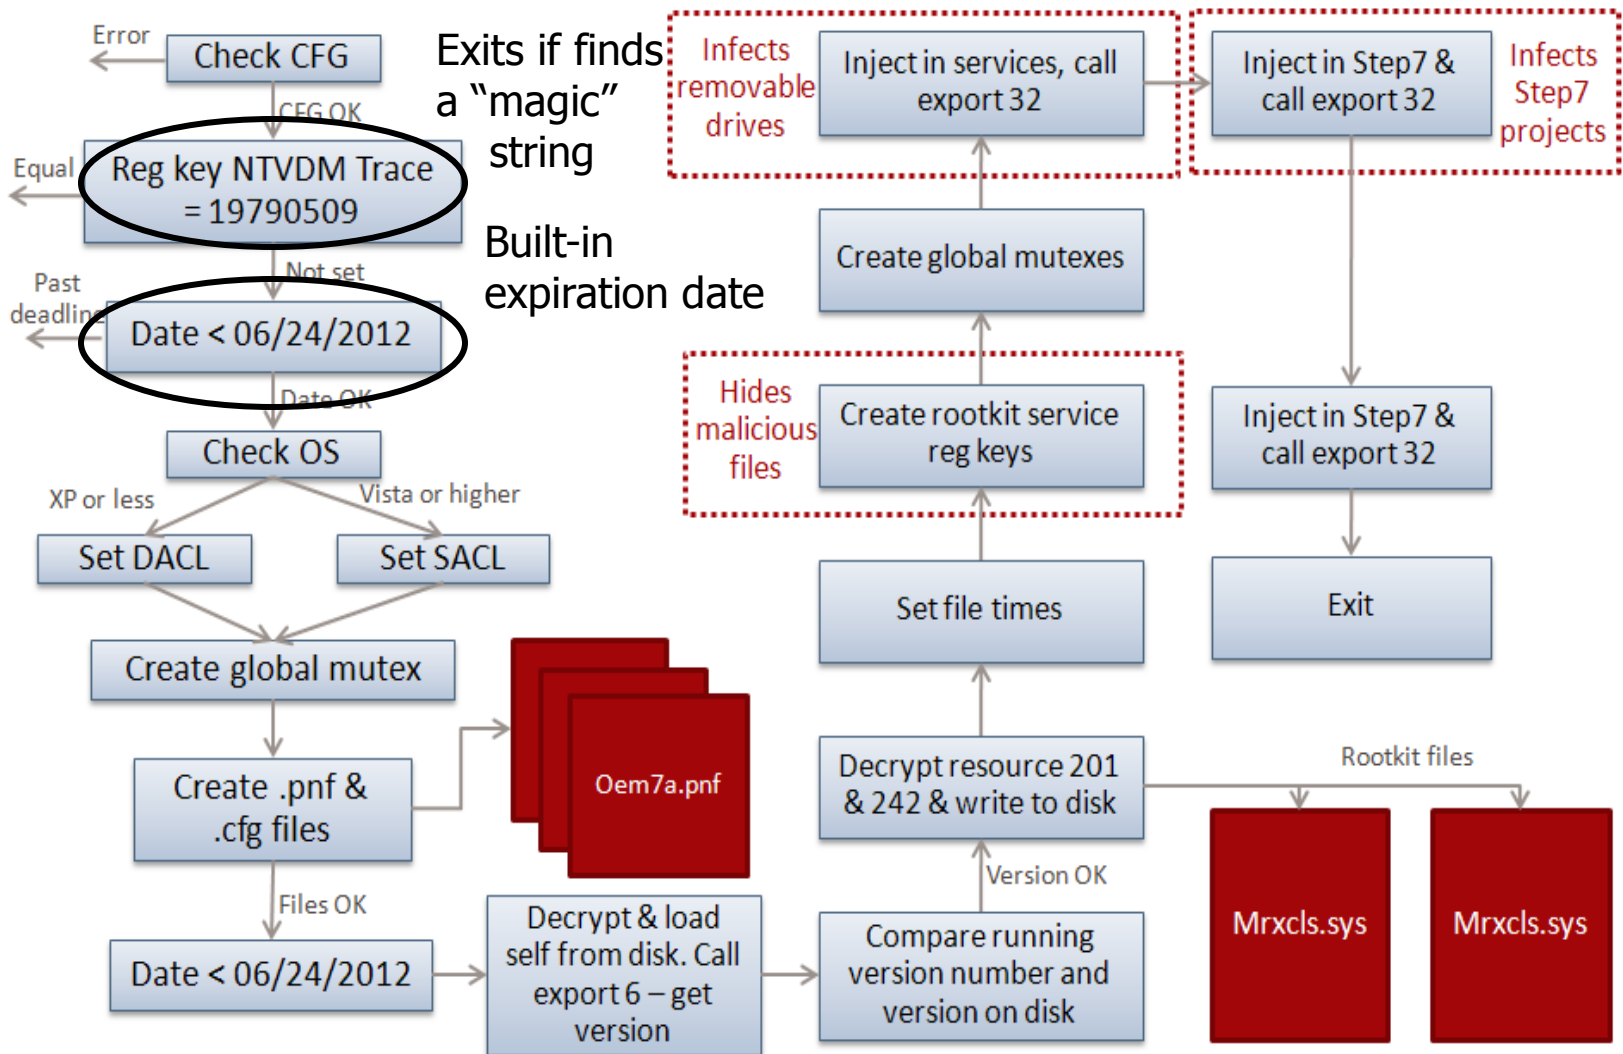 Error
Check CFG
CFG OK
Exits if finds
a “magic”
string
Equal
Reg key NTVDM Trace
= 19790509
Not set
Built-in
expiration date
Past
deadline
Date < 06/24/2012
Date OK
Check OS
XP or less
Vista or higher
Set DACL
Set SACL
Create global mutex
Create .pnf &
.cfg files
Oem7a.pnf
Files OK
Date < 06/24/2012
Decrypt & load
self from disk. Call
export 6 – get
version
Compare running
version number and
version on disk
Version OK
Decrypt resource 201
& 242 & write to disk
Rootkit files
Mrxcls.sys
Mrxcls.sys
Set file times
Hides
malicious
files
Create rootkit service
reg keys
Create global mutexes
Infects
removable
drives
Inject in services, call
export 32
Inject in Step7 &
call export 32
Infects
Step7
projects
Inject in Step7 &
call export 32
Exit